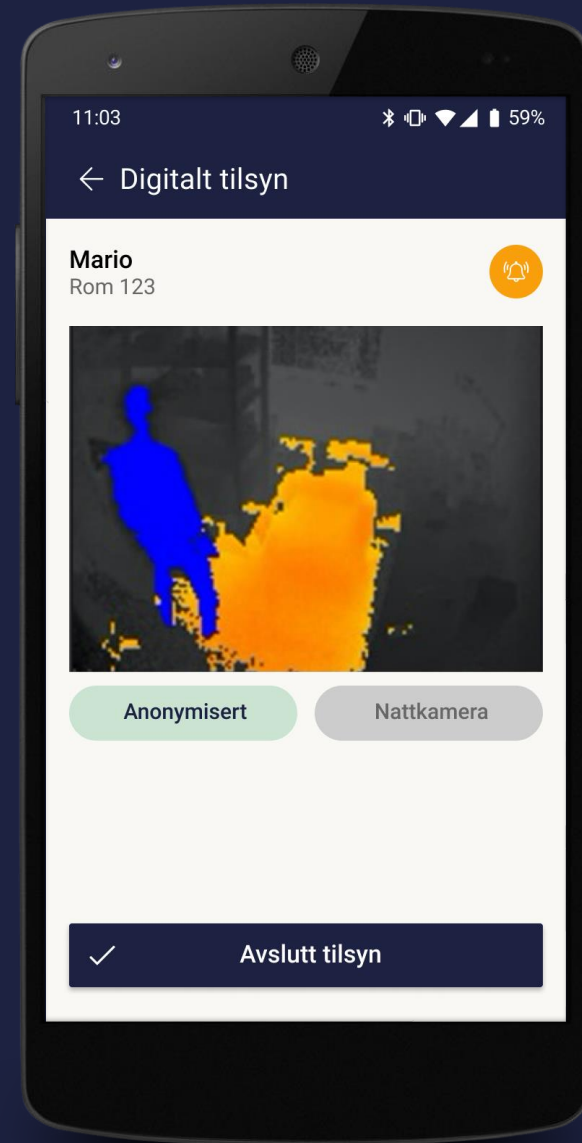 11:03 59%
Digitalt tilsyn
Mario
Rom 123
Anonymisert Nattkamera
Avslutt tilsyn